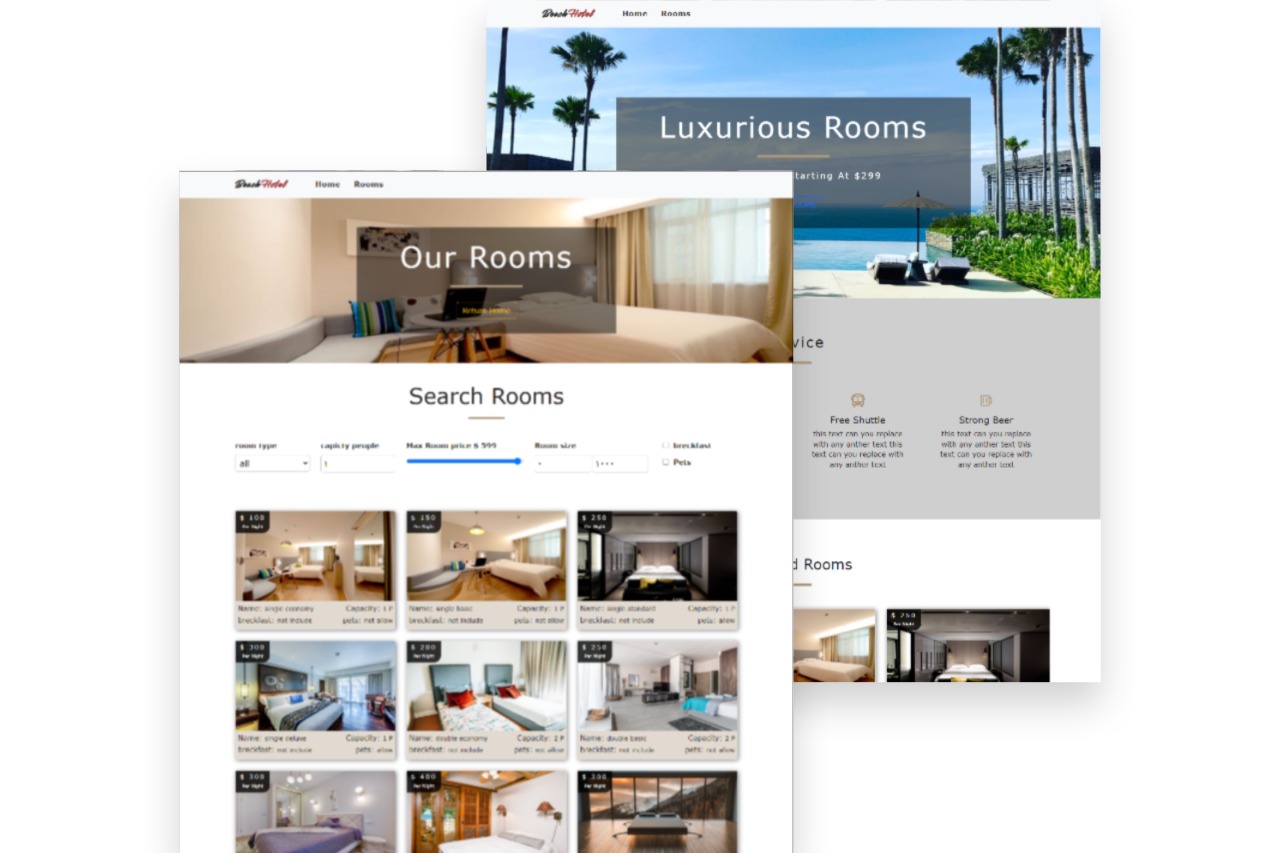 Beach Hotel
Home Rooms
Luxurious Rooms
tarting At $299
Beach Hotel
Home Rooms
Our Rooms
Return Home
vice
Free Shuttle
this text can you replace
with any anther text this
text can you replace with
any anther text
Strong Beer
this text can you replace
with any anther text this
text can you replace with
any anther text
d Rooms
$ 250
Per Night
Search Rooms
room type
all
capicty people
١
Max Room price $ 599
Room size
٠
١٠٠٠
breckfast
Pets
$ 100
Per Night
Name: single economy Capacity: 1 P
breckfast: not include pets: not allow
$ 150
Per Night
Name: single basic Capacity: 1 P
breckfast: not include pets: not allow
$ 250
Per Night
Name: single standard Capacity: 1 P
breckfast: not include pets: allow
$ 300
Per Night
Name: single deluxe Capacity: 1 P
breckfast: not include pets: allow
$ 200
Per Night
Name: double economy Capacity: 2 P
breckfast: not include pets: not allow
$ 250
Per Night
Name: double basic Capacity: 2 P
breckfast: not include pets: not allow
$ 300
Per Night
$ 400
Per Night
$ 300
Per Night